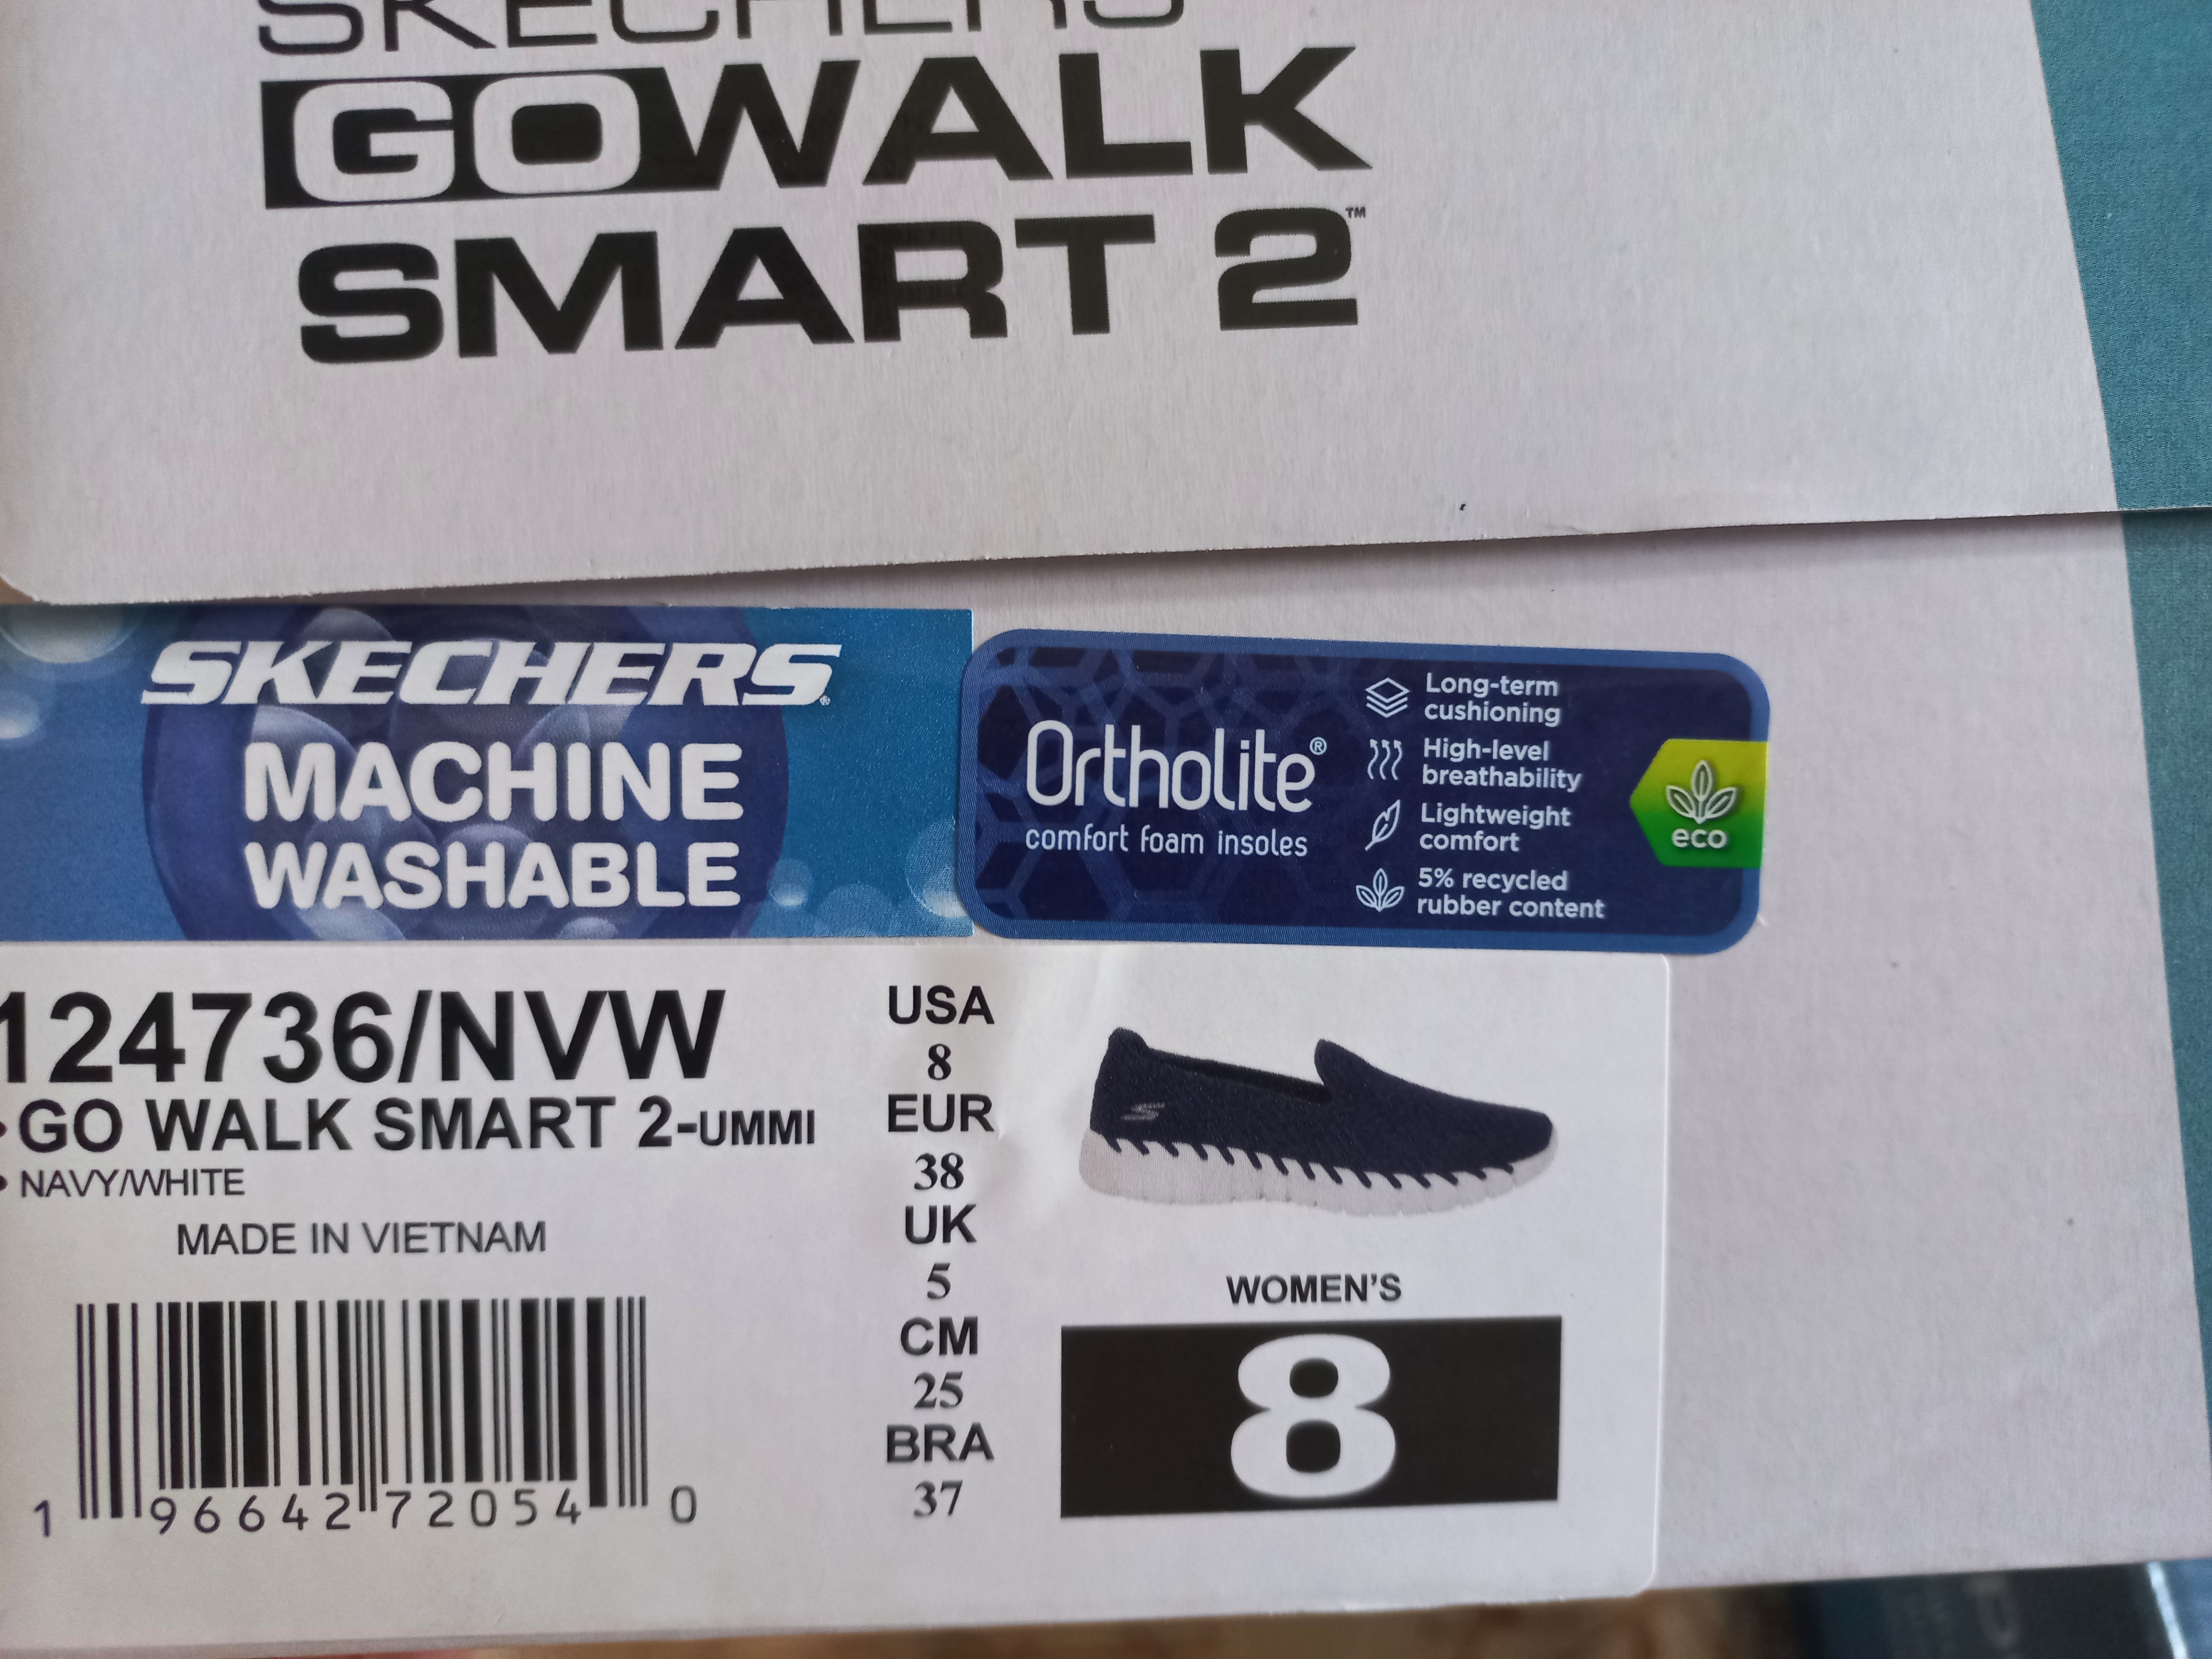 SKECHERS
GOWALK
SMART 2™
SKECHERS®
MACHINE
WASHABLE
OrthoLite®
comfort foam insoles
Long-term
cushioning
High-level
breathability
Lightweight
comfort
5% recycled
rubber content
eco
124736/NVW
GO WALK SMART 2-UMMI
NAVY/WHITE
MADE IN VIETNAM
1 96642 72054 0
USA
8
EUR
38
UK
5
CM
25
BRA
37
WOMEN'S
8